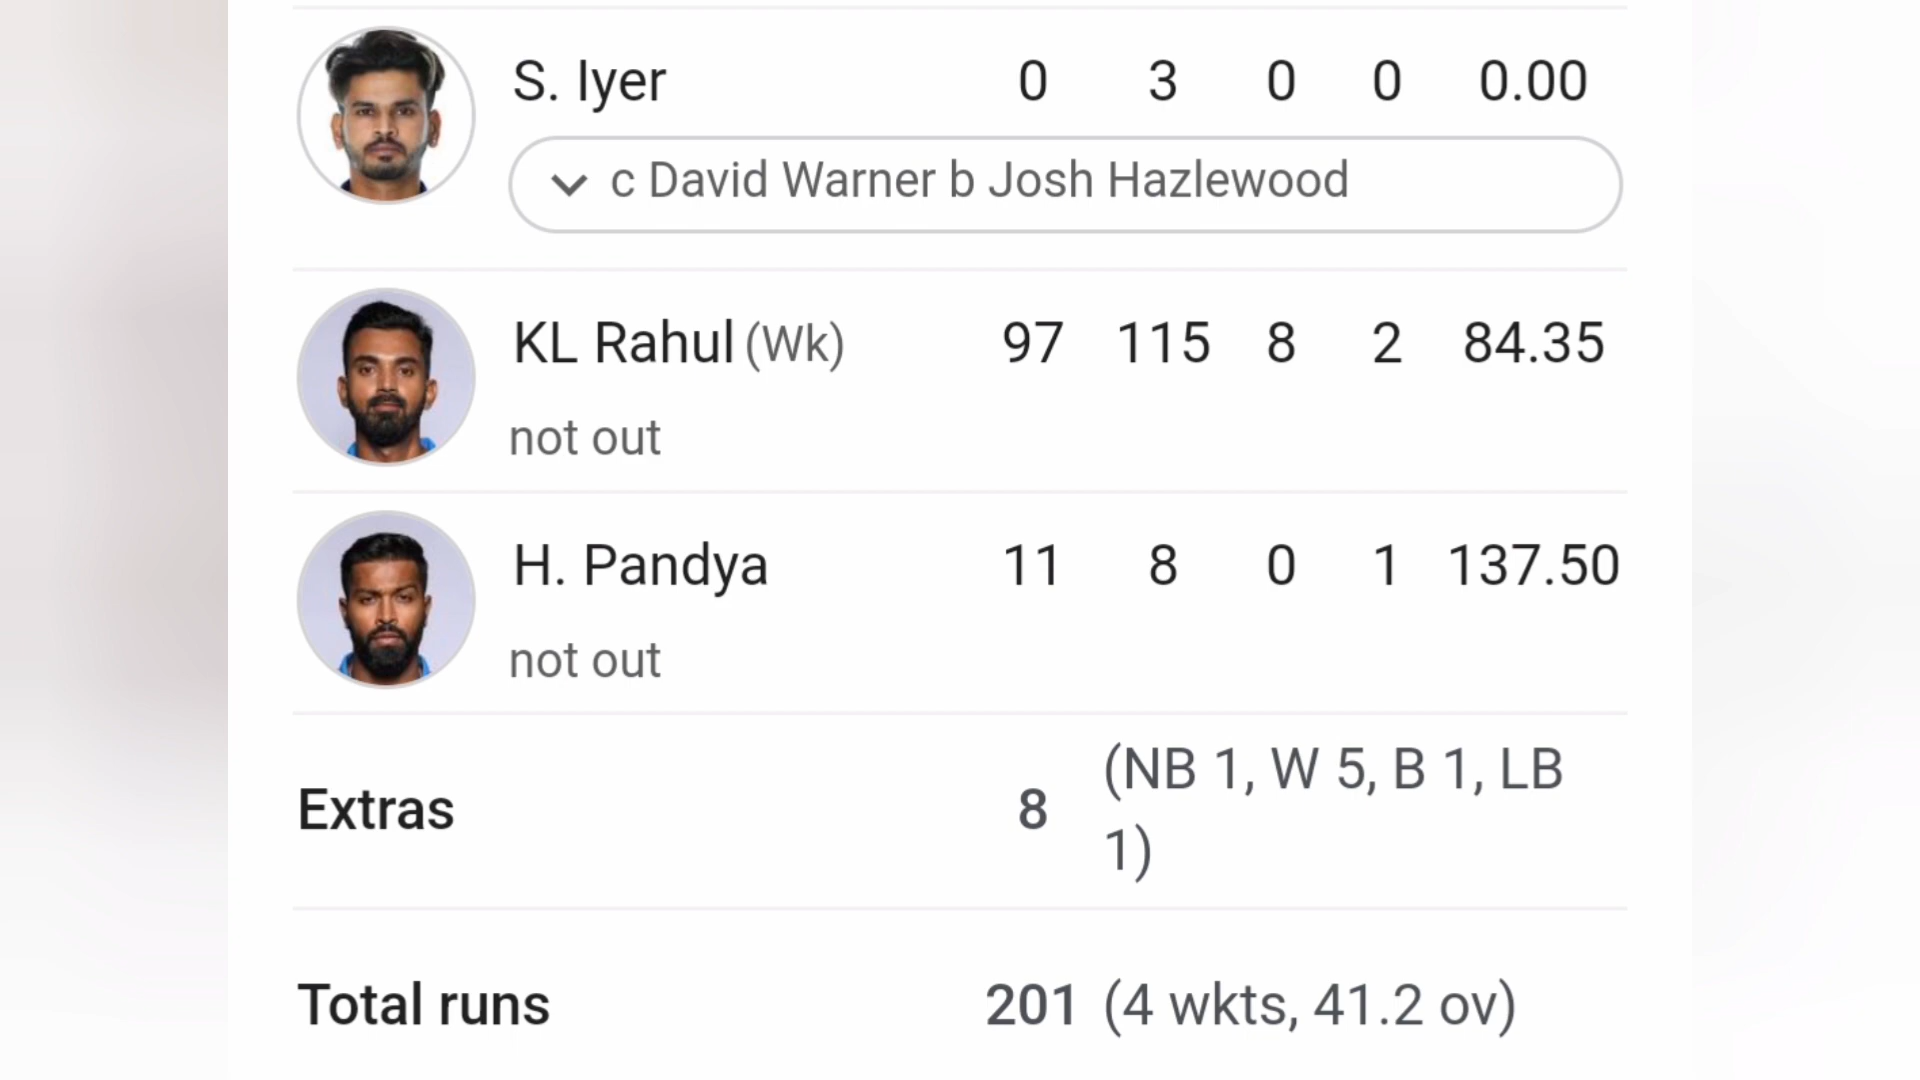 S. Iyer 0 3 0 0 0.00
c David Warner b Josh Hazlewood
KL Rahul (Wk) 97 115 8 2 84.35
not out
H. Pandya 11 8 0 1 137.50
not out
Extras 8 (NB 1, W 5, B 1, LB
1)
Total runs 201 (4 wkts, 41.2 ov)